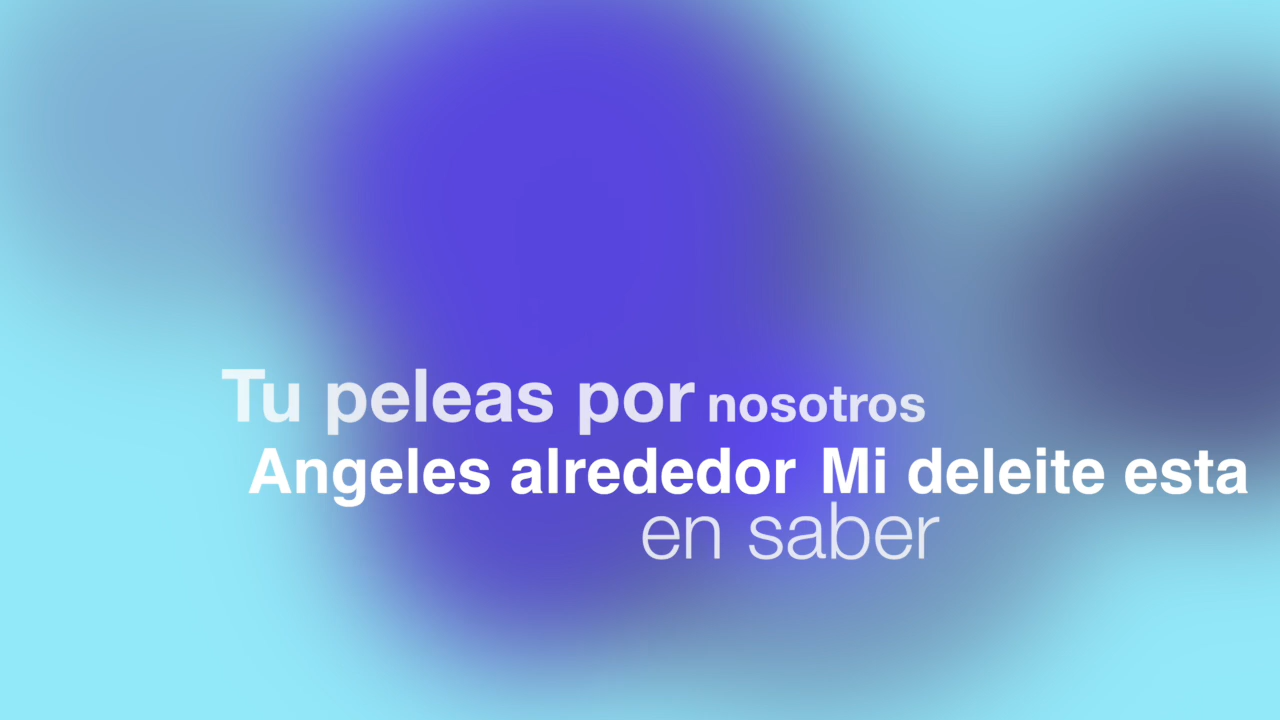 Tu peleas por nosotros
Angeles alrededor Mi deleite esta
en saber